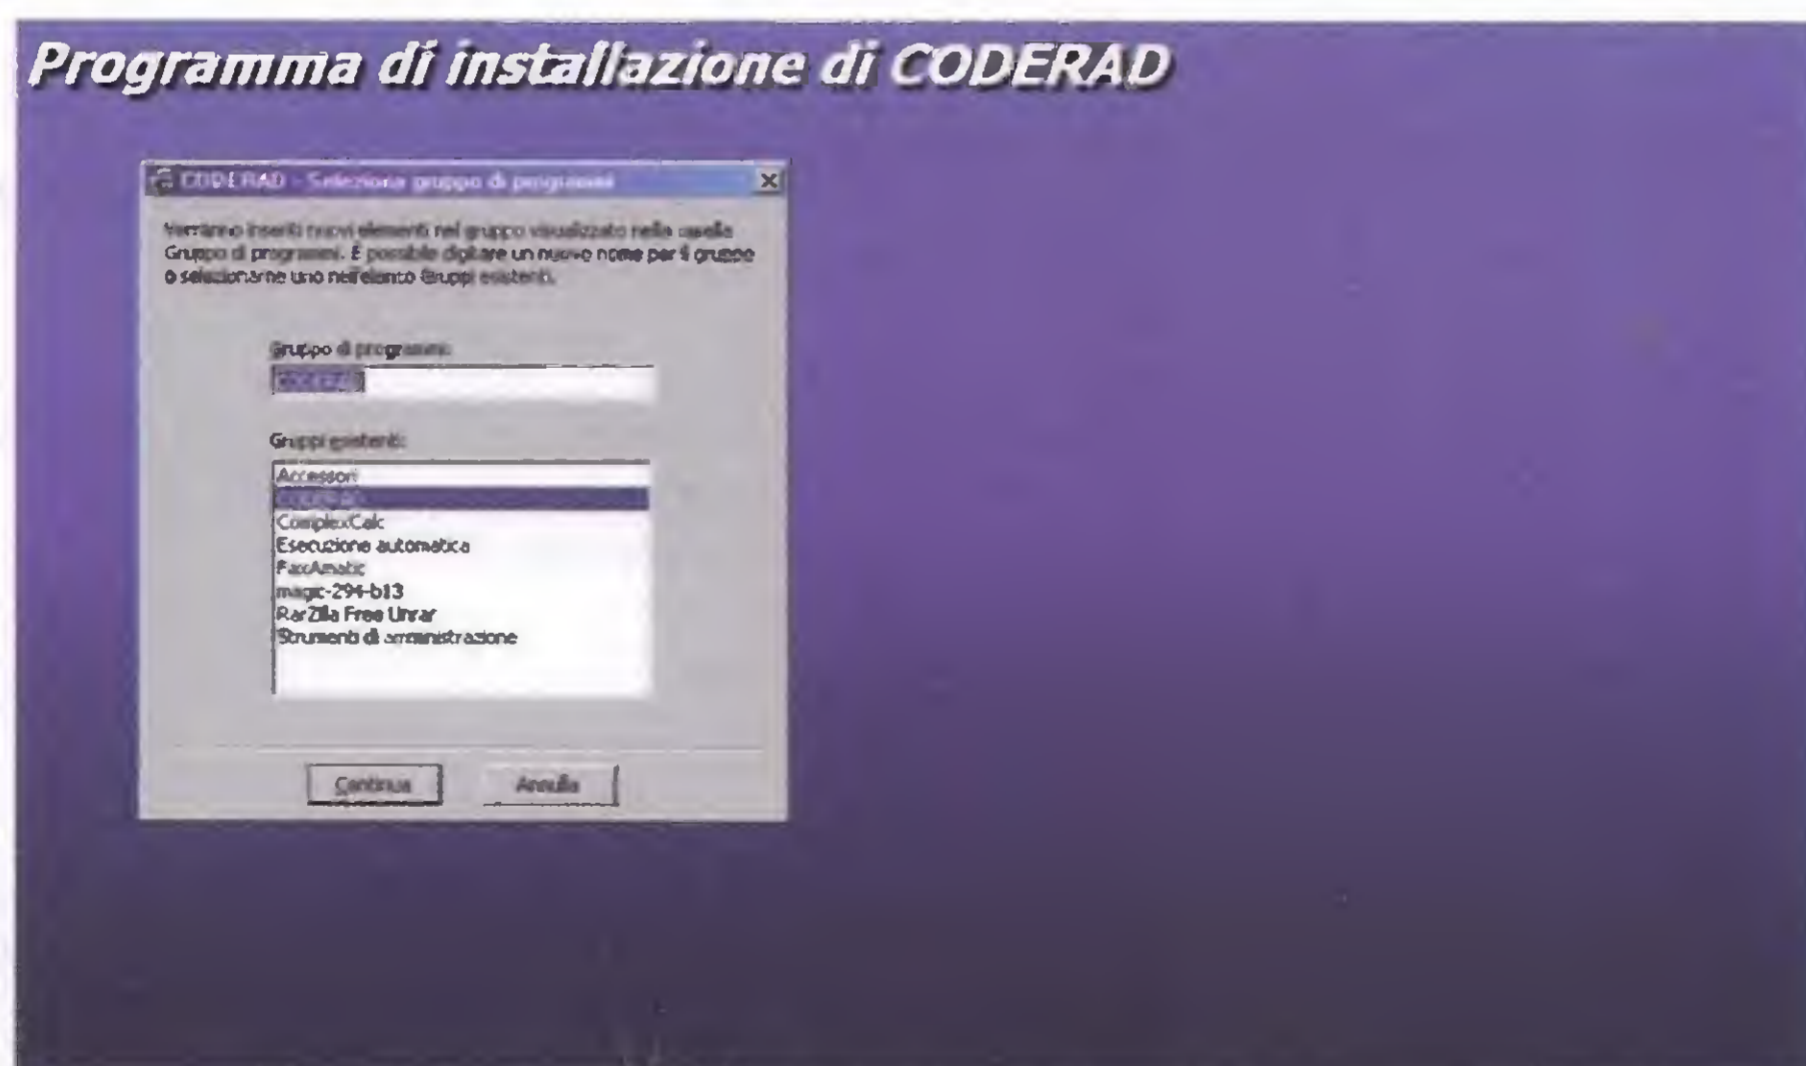 Programma di installazione di CODERAD
CODERAD - Seleziona gruppo di programmi
Verranno inseriti nuovi elementi nel gruppo visualizzato nella casella
Gruppo di programmi. È possibile digitare un nuovo nome per il gruppo
o selezionarne uno nell'elenco Gruppi esistenti.
Gruppo di programmi:
CODERAD
Gruppi esistenti:
Accessori
CODERAD
ComplexCalc
Esecuzione automatica
FaxAmatic
magic-294-b13
RarZilla Free Unrar
Strumenti di amministrazione
Continua
Annulla